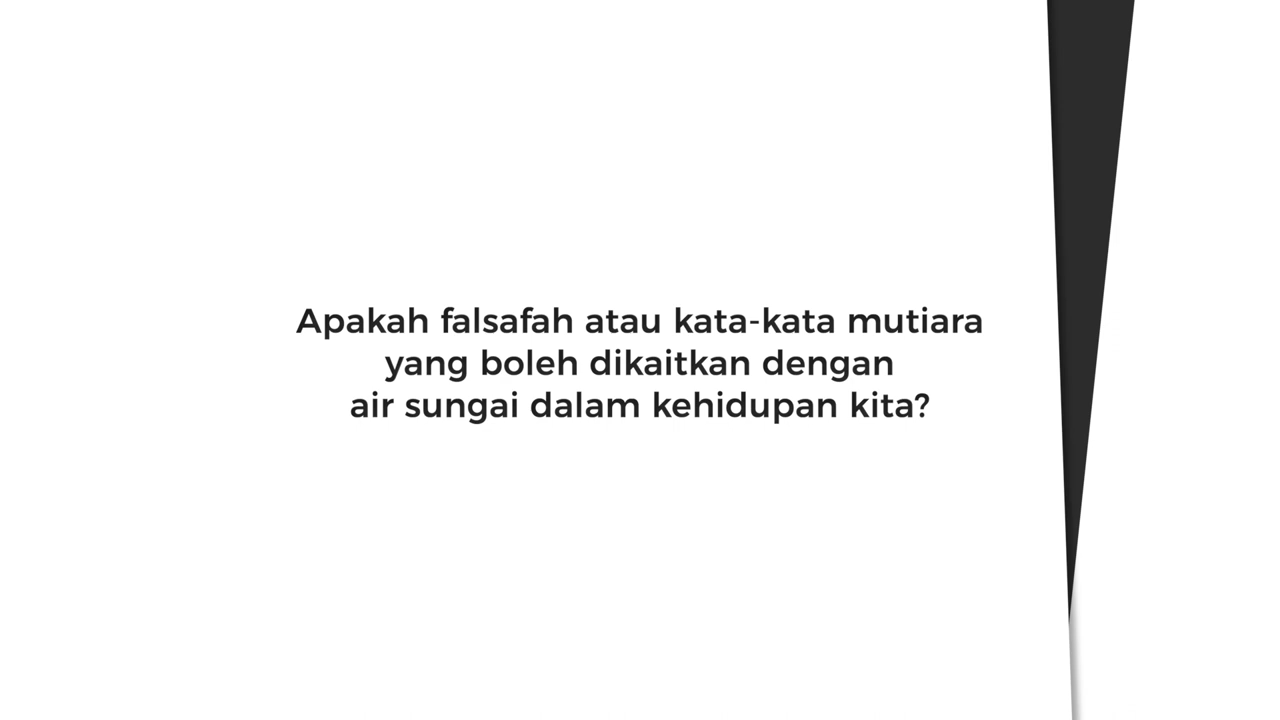 Apakah falsafah atau kata-kata mutiara
yang boleh dikaitkan dengan
air sungai dalam kehidupan kita?